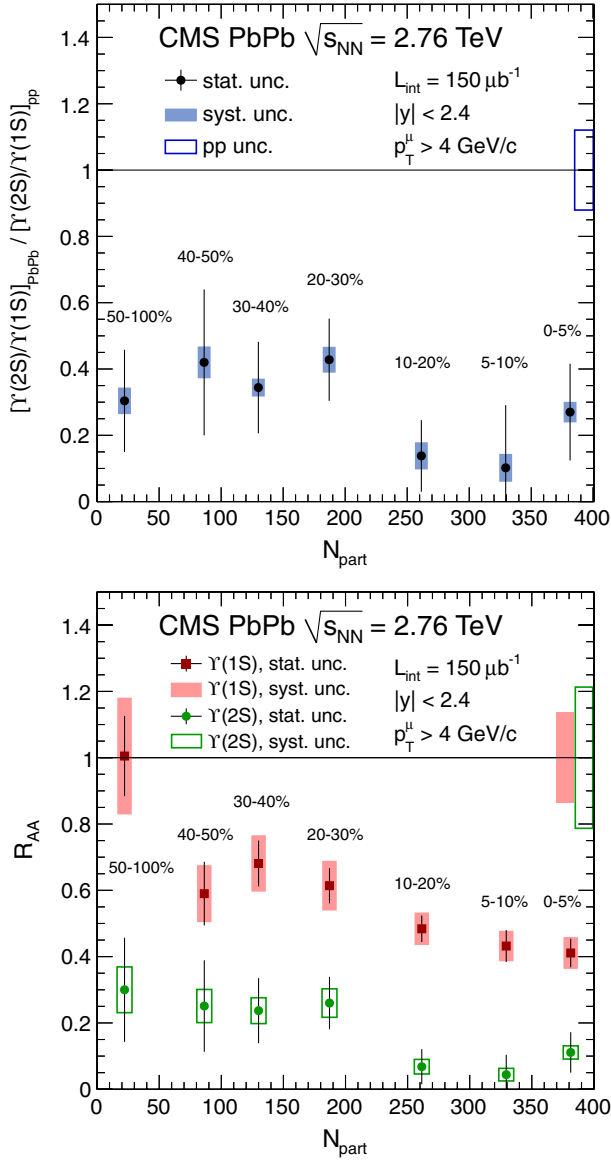 CMS PbPb √sNN = 2.76 TeV
stat. unc.
syst. unc.
pp unc.
Lint = 150 μb-1
|y| < 2.4
pTμ > 4 GeV/c
[ϒ(2S)/ϒ(1S)]PbPb / [ϒ(2S)/ϒ(1S)]pp
1.4
1.2
1
0.8
0.6
0.4
0.2
0
50-100%
40-50%
30-40%
20-30%
10-20%
5-10%
0-5%
0 50 100 150 200 250 300 350 400
Npart
CMS PbPb √sNN = 2.76 TeV
ϒ(1S), stat. unc.
ϒ(1S), syst. unc.
ϒ(2S), stat. unc.
ϒ(2S), syst. unc.
Lint = 150 μb-1
|y| < 2.4
pTμ > 4 GeV/c
RAA
1.4
1.2
1
0.8
0.6
0.4
0.2
0
50-100%
40-50%
30-40%
20-30%
10-20%
5-10%
0-5%
0 50 100 150 200 250 300 350 400
Npart